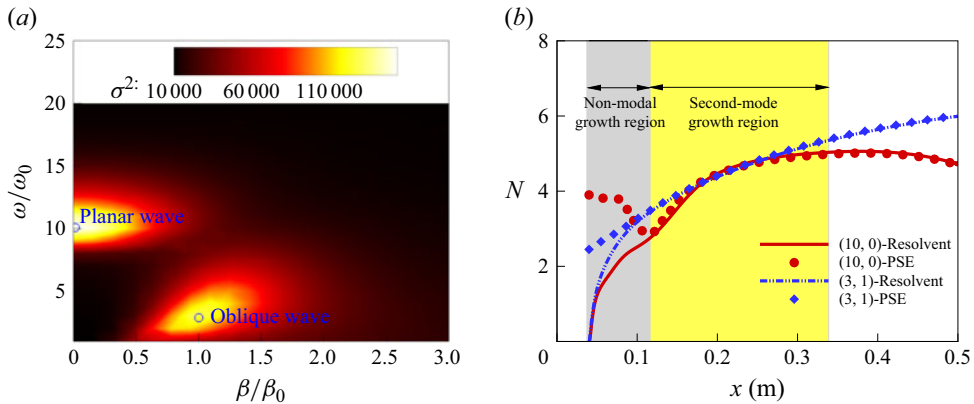 (a)
25
σ²:
10 000 60 000 110 000
20
15
ω/ω₀
Planar wave
10
5
Oblique wave
0 0.5 1.0 1.5 2.0 2.5 3.0
β/β₀
(b)
8
Non-modal growth region
Second-mode growth region
6
N
4
(10, 0)-Resolvent
2
(10, 0)-PSE
(3, 1)-Resolvent
(3, 1)-PSE
0 0.1 0.2 0.3 0.4 0.5
x (m)